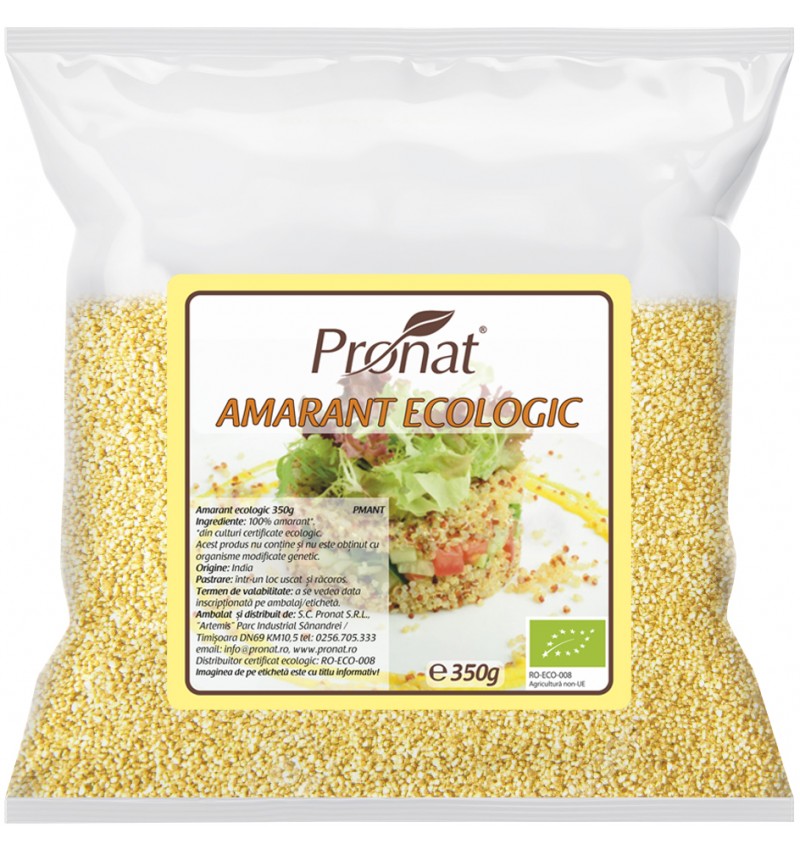 Pronat®
AMARANT ECOLOGIC
Amarant ecologic 350g PMANT
Ingrediente: 100% amarant*.
*din culturi certificate ecologic.
Acest produs nu conține și nu este obținut cu
organisme modificate genetic.
Origine: India
Pastrare: într-un loc uscat și răcoros.
Termen de valabilitate: a se vedea data
inscripționată pe ambalaj/etichetă.
Ambalat și distribuit de: S.C. Pronat S.R.L.,
"Artemis" Parc Industrial Sânandrei /
Timișoara DN69 KM10,5 tel: 0256.705.333
email: info@pronat.ro, www.pronat.ro
Distribuitor certificat ecologic: RO-ECO-008
Imaginea de pe etichetă este cu titlu informativ!
℮ 350g
RO-ECO-008
Agricultură non-UE